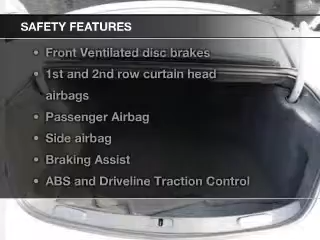 SAFETY FEATURES
• Front Ventilated disc brakes
• 1st and 2nd row curtain head
airbags
• Passenger Airbag
• Side airbag
• Braking Assist
• ABS and Driveline Traction Control